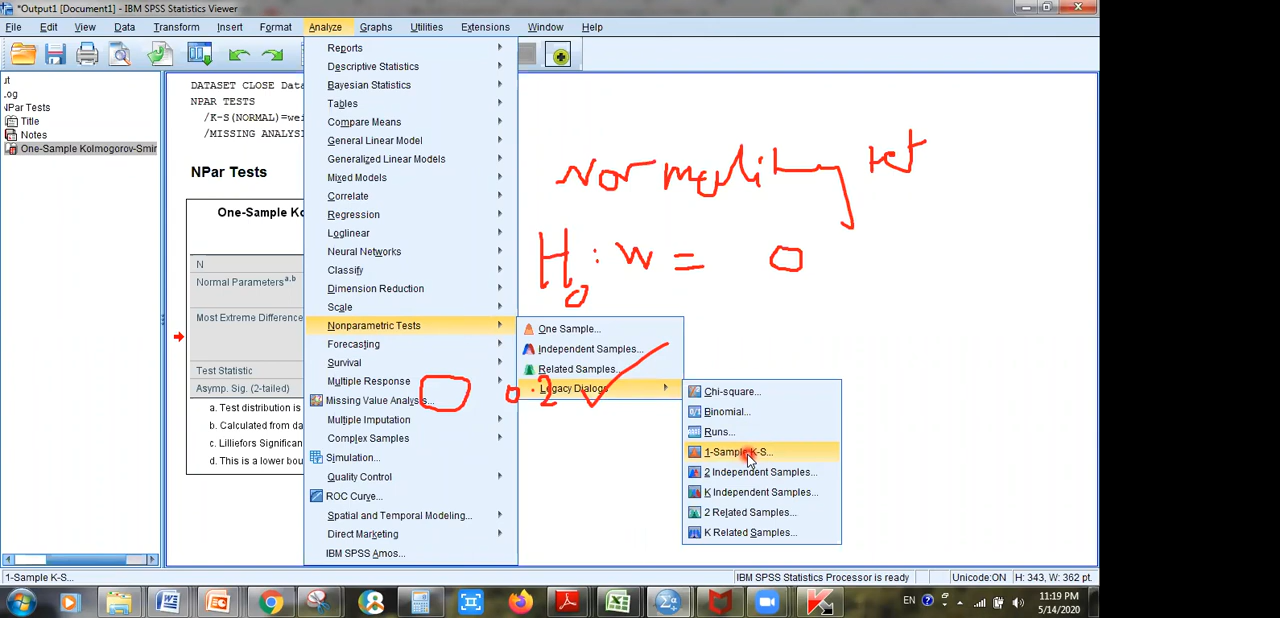 *Output1 [Document1] - IBM SPSS Statistics Viewer
File Edit View Data Transform Insert Format Analyze Graphs Utilities Extensions Window Help
ut
Log
NPar Tests
Title
Notes
One-Sample Kolmogorov-Smir
DATASET CLOSE Data
NPAR TESTS
/K-S(NORMAL)=wei
/MISSING ANALYSI
NPar Tests
One-Sample Ko
N
Normal Parameters a,b
Most Extreme Difference
Test Statistic
Asymp. Sig. (2-tailed)
a. Test distribution is
b. Calculated from da
c. Lilliefors Significan
d. This is a lower bou
Reports
Descriptive Statistics
Bayesian Statistics
Tables
Compare Means
General Linear Model
Generalized Linear Models
Mixed Models
Correlate
Regression
Loglinear
Neural Networks
Classify
Dimension Reduction
Scale
Nonparametric Tests
Forecasting
Survival
Multiple Response
Missing Value Analysis...
Multiple Imputation
Complex Samples
Simulation...
Quality Control
ROC Curve...
Spatial and Temporal Modeling...
Direct Marketing
IBM SPSS Amos...
One Sample...
Independent Samples...
Related Samples...
Legacy Dialogs
Chi-square...
Binomial...
Runs...
1-Sample K-S...
2 Independent Samples...
K Independent Samples...
2 Related Samples...
K Related Samples...
H0 : w = 0
.02
1-Sample K-S...
IBM SPSS Statistics Processor is ready Unicode:ON H: 343, W: 362 pt.
EN
11:19 PM
5/14/2020